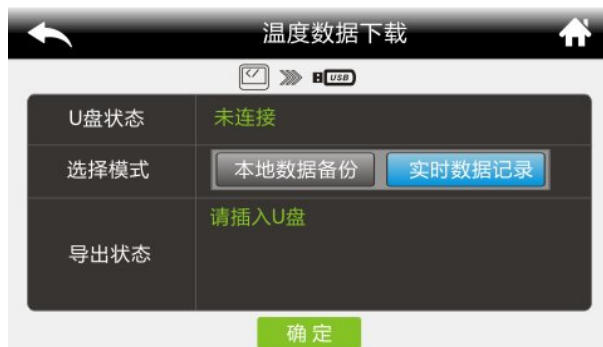 温度数据下载
USB
U盘状态 未连接
选择模式 本地数据备份 实时数据记录
请插入U盘
导出状态
确定